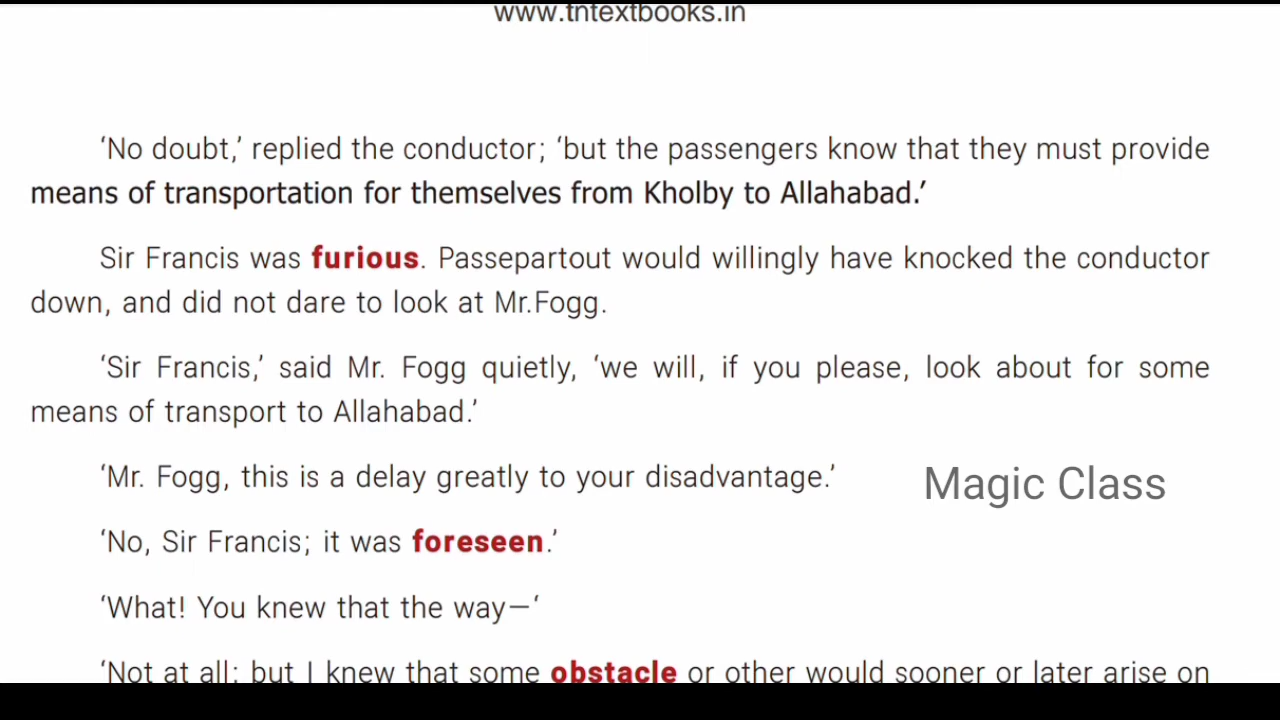 www.tntextbooks.in
‘No doubt,’ replied the conductor; ‘but the passengers know that they must provide
means of transportation for themselves from Kholby to Allahabad.’
Sir Francis was furious. Passepartout would willingly have knocked the conductor
down, and did not dare to look at Mr.Fogg.
‘Sir Francis,’ said Mr. Fogg quietly, ‘we will, if you please, look about for some
means of transport to Allahabad.’
‘Mr. Fogg, this is a delay greatly to your disadvantage.’
Magic Class
‘No, Sir Francis; it was foreseen.’
‘What! You knew that the way—‘
‘Not at all; but I knew that some obstacle or other would sooner or later arise on